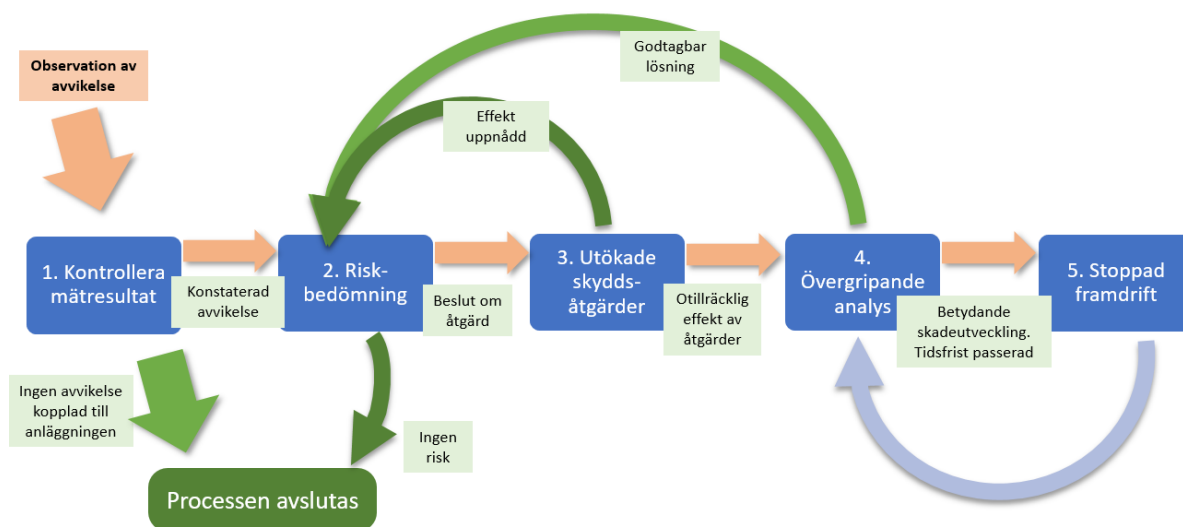 Observation av
avvikelse
Godtagbar
lösning
Effekt
uppnådd
1. Kontrollera
mätresultat
Konstaterad
avvikelse
2. Risk-
bedömning
Beslut om
åtgärd
3. Utökade
skydds-
åtgärder
Otillräcklig
effekt av
åtgärder
4.
Övergripande
analys
Betydande
skadeutveckling.
Tidsfrist passerad
5. Stoppad
framdrift
Ingen avvikelse
kopplad till
anläggningen
Ingen
risk
Processen avslutas